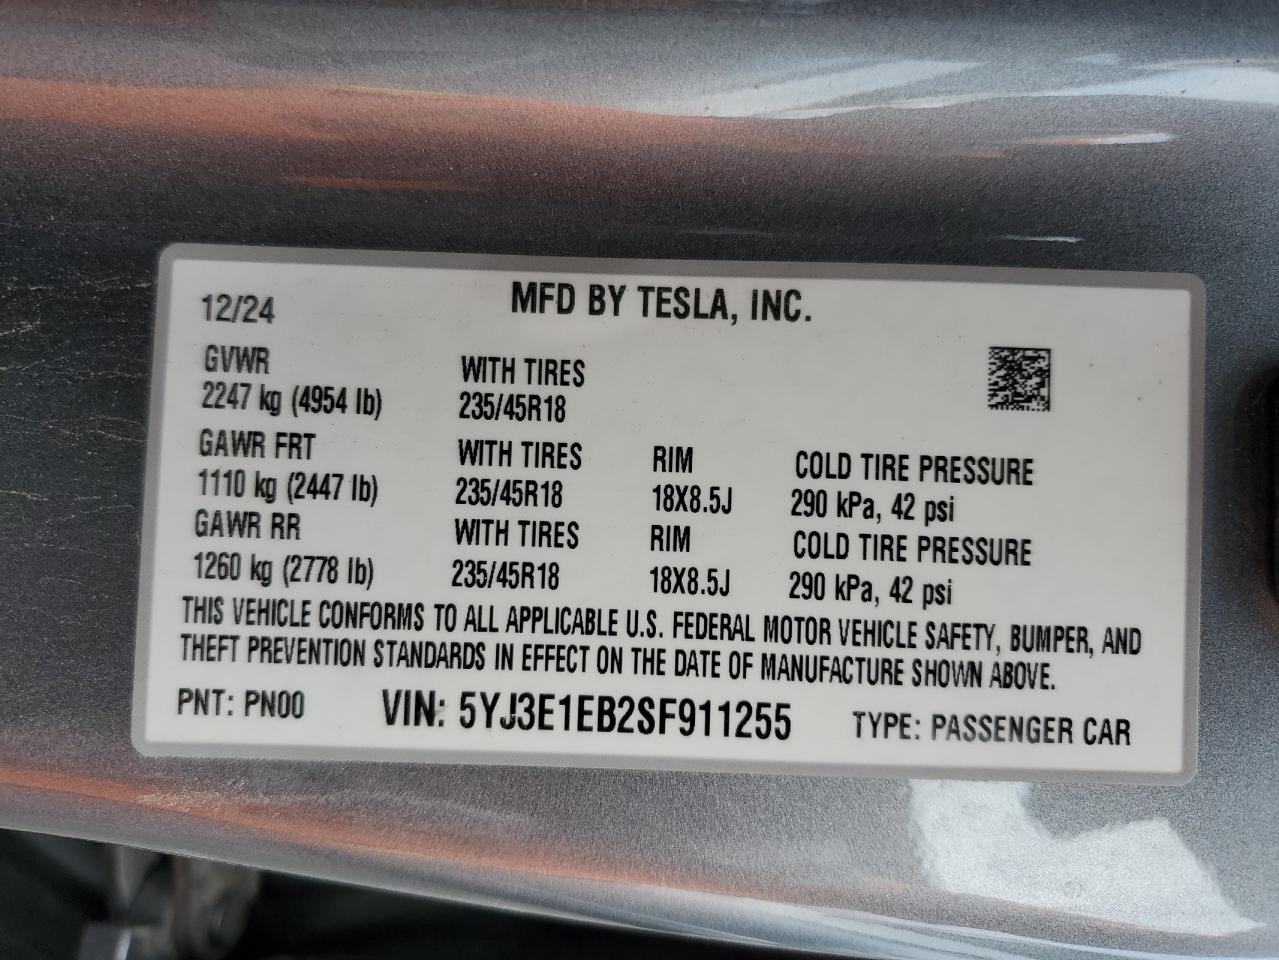 12/24 MFD BY TESLA, INC.
GVWR WITH TIRES
2247 kg (4954 lb) 235/45R18
GAWR FRT WITH TIRES RIM COLD TIRE PRESSURE
1110 kg (2447 lb) 235/45R18 18X8.5J 290 kPa, 42 psi
GAWR RR WITH TIRES RIM COLD TIRE PRESSURE
1260 kg (2778 lb) 235/45R18 18X8.5J 290 kPa, 42 psi
THIS VEHICLE CONFORMS TO ALL APPLICABLE U.S. FEDERAL MOTOR VEHICLE SAFETY, BUMPER, AND
THEFT PREVENTION STANDARDS IN EFFECT ON THE DATE OF MANUFACTURE SHOWN ABOVE.
PNT: PN00 VIN: 5YJ3E1EB2SF911255 TYPE: PASSENGER CAR